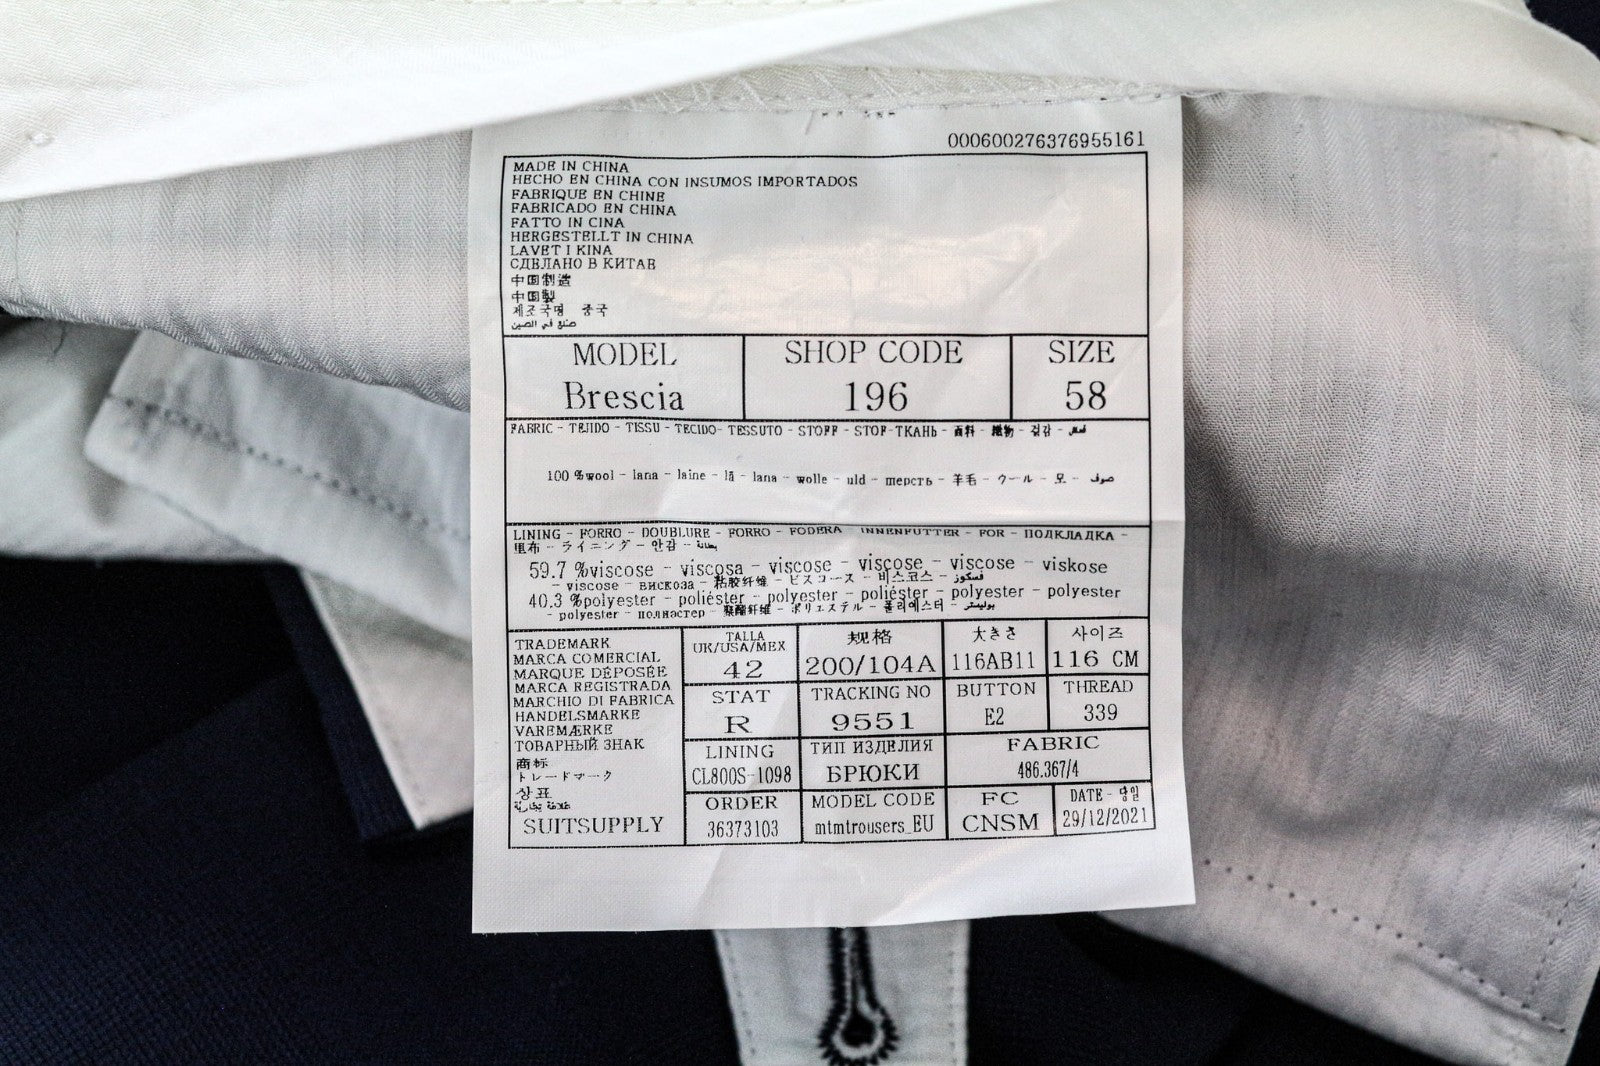 000600276376955161
MADE IN CHINA
HECHO EN CHINA CON INSUMOS IMPORTADOS
FABRIQUE EN CHINE
FABRICADO EN CHINA
FATTO IN CINA
HERGESTELLT IN CHINA
LAVET I KINA
СДЕЛАНО В КИТАЕ
中国制造
中国製
제조국명 중국
صنع في الصين
MODEL SHOP CODE SIZE
Brescia 196 58
FABRIC - TEJIDO - TISSU - TECIDO- TESSUTO - STOFF - STOF-ТКАНЬ - 面料 - 織物 - 겉감 - قماش
100 %wool - lana - laine - lã - lana - wolle - uld - шерсть - 羊毛 - ウール - 모 - صوف
LINING - FORRO - DOUBLURE - FORRO - FODERA INNENFUTTER - FOR - ПОДКЛАДКА -
里布 - ライニング - 안감 - بطانة
59.7 %viscose - viscosa - viscose - viscose - viscose - viskose
- viscose - вискоза - 粘胶纤维 - ビスコース - 비스코스 - فسكوز
40.3 %polyester - poliéster - polyester - poliéster - polyester - polyester
- polyester - полиэстер - 聚酯纤维 - ポリエステル - 폴리에스터 - بوليستر
TRADEMARK
MARCA COMERCIAL
MARQUE DÉPOSÉE
MARCA REGISTRADA
MARCHIO DI FABRICA
HANDELSMARKE
VAREMÆRKE
ТОВАРНЫЙ ЗНАК
商标
トレードマーク
상표
علامة تجارية
SUITSUPPLY
TALLA UK/USA/MEX 规格 大きさ 사이즈
42 200/104A 116AB11 116 CM
STAT TRACKING NO BUTTON THREAD
R 9551 E2 339
LINING ТИП ИЗДЕЛИЯ FABRIC
CL800S-1098 БРЮКИ 486.367/4
ORDER MODEL CODE FC DATE -
36373103 mtmtrousers_EU CNSM 29/12/2021